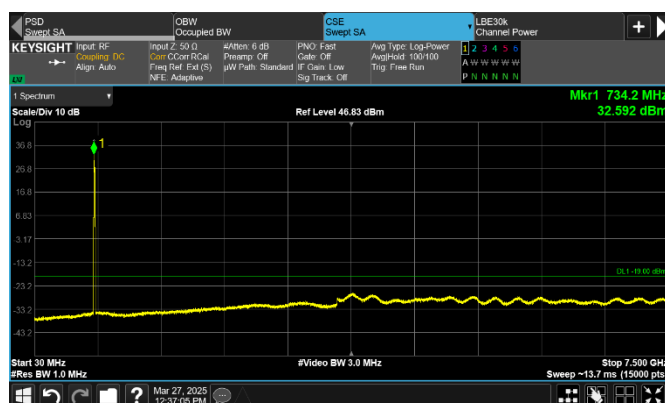 PSD
Swept SA
OBW
Occupied BW
CSE
Swept SA
LBE30k
Channel Power
KEYSIGHT
Input: RF
Coupling: DC
Align: Auto
Input Z: 50 Ω
Corr CCorr RCal
Freq Ref: Ext (S)
NFE: Adaptive
#Atten: 6 dB
Preamp: Off
µW Path: Standard
PNO: Fast
Gate: Off
IF Gain: Low
Sig Track: Off
Avg Type: Log-Power
Avg|Hold: 100/100
Trig: Free Run
1 2 3 4 5 6
A W W W W W
P N N N N N
LXI
1 Spectrum
Mkr1 734.2 MHz
Scale/Div 10 dB
Ref Level 46.83 dBm
32.592 dBm
Log
36.8
1
26.8
16.8
6.83
-3.17
-13.2
DL1 -19.00 dBm
-23.2
-33.2
-43.2
Start 30 MHz
#Video BW 3.0 MHz
Stop 7.500 GHz
#Res BW 1.0 MHz
Sweep ~13.7 ms (15000 pts)
Mar 27, 2025
12:37:05 PM